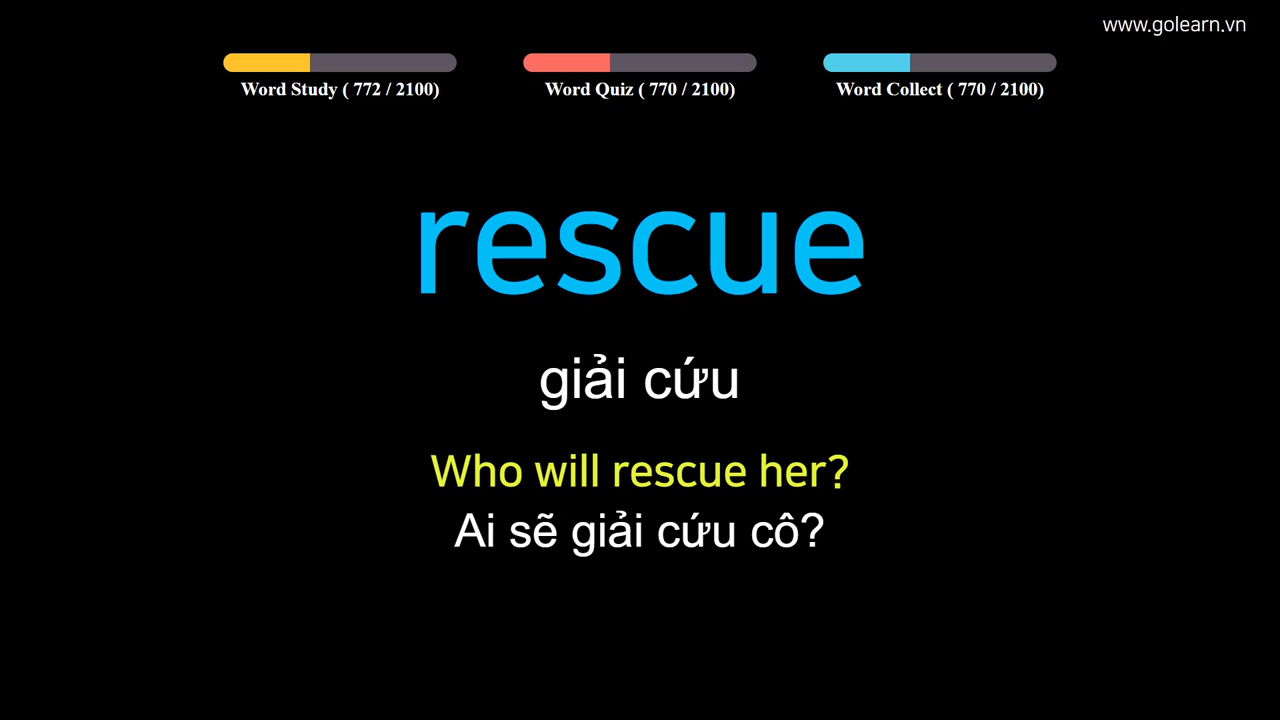 www.golearn.vn
Word Study ( 772 / 2100)
Word Quiz ( 770 / 2100)
Word Collect ( 770 / 2100)
rescue
giải cứu
Who will rescue her?
Ai sẽ giải cứu cô?